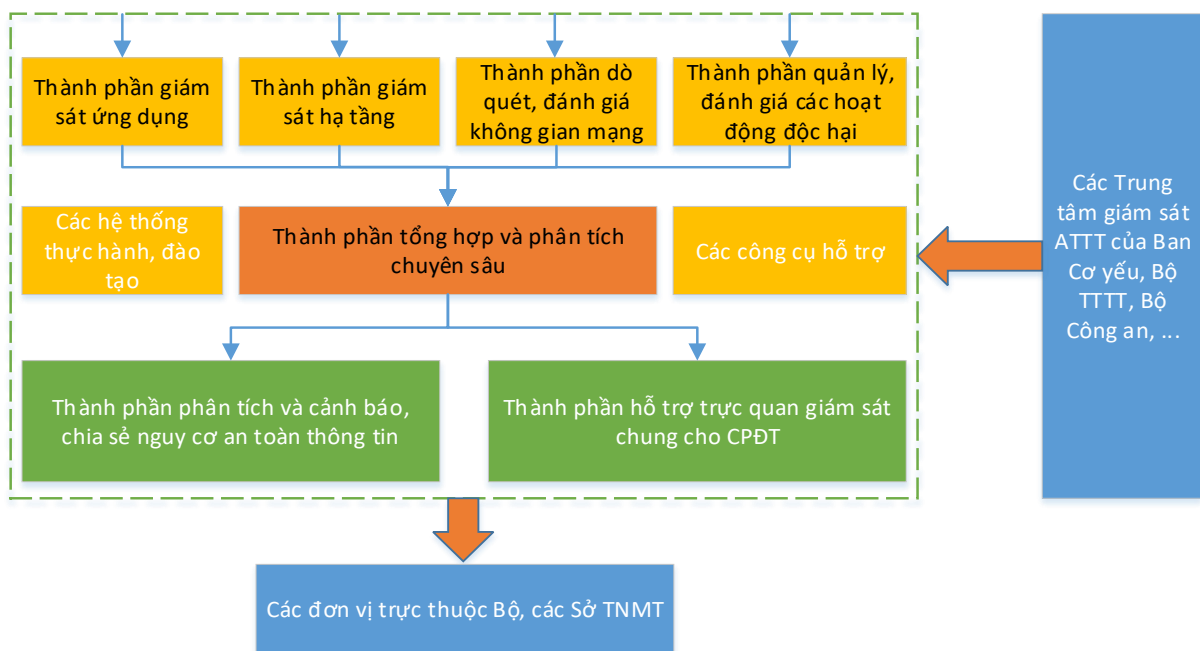 Thành phần giám
sát ứng dụng
Thành phần giám
sát hạ tầng
Thành phần dò
quét, đánh giá
không gian mạng
Thành phần quản lý,
đánh giá các hoạt
động độc hại
Các hệ thống
thực hành, đào
tạo
Thành phần tổng hợp và phân tích
chuyên sâu
Các công cụ hỗ trợ
Các Trung
tâm giám sát
ATTT của Ban
Cơ yếu, Bộ
TTTT, Bộ
Công an, ...
Thành phần phân tích và cảnh báo,
chia sẻ nguy cơ an toàn thông tin
Thành phần hỗ trợ trực quan giám sát
chung cho CPĐT
Các đơn vị trực thuộc Bộ, các Sở TNMT